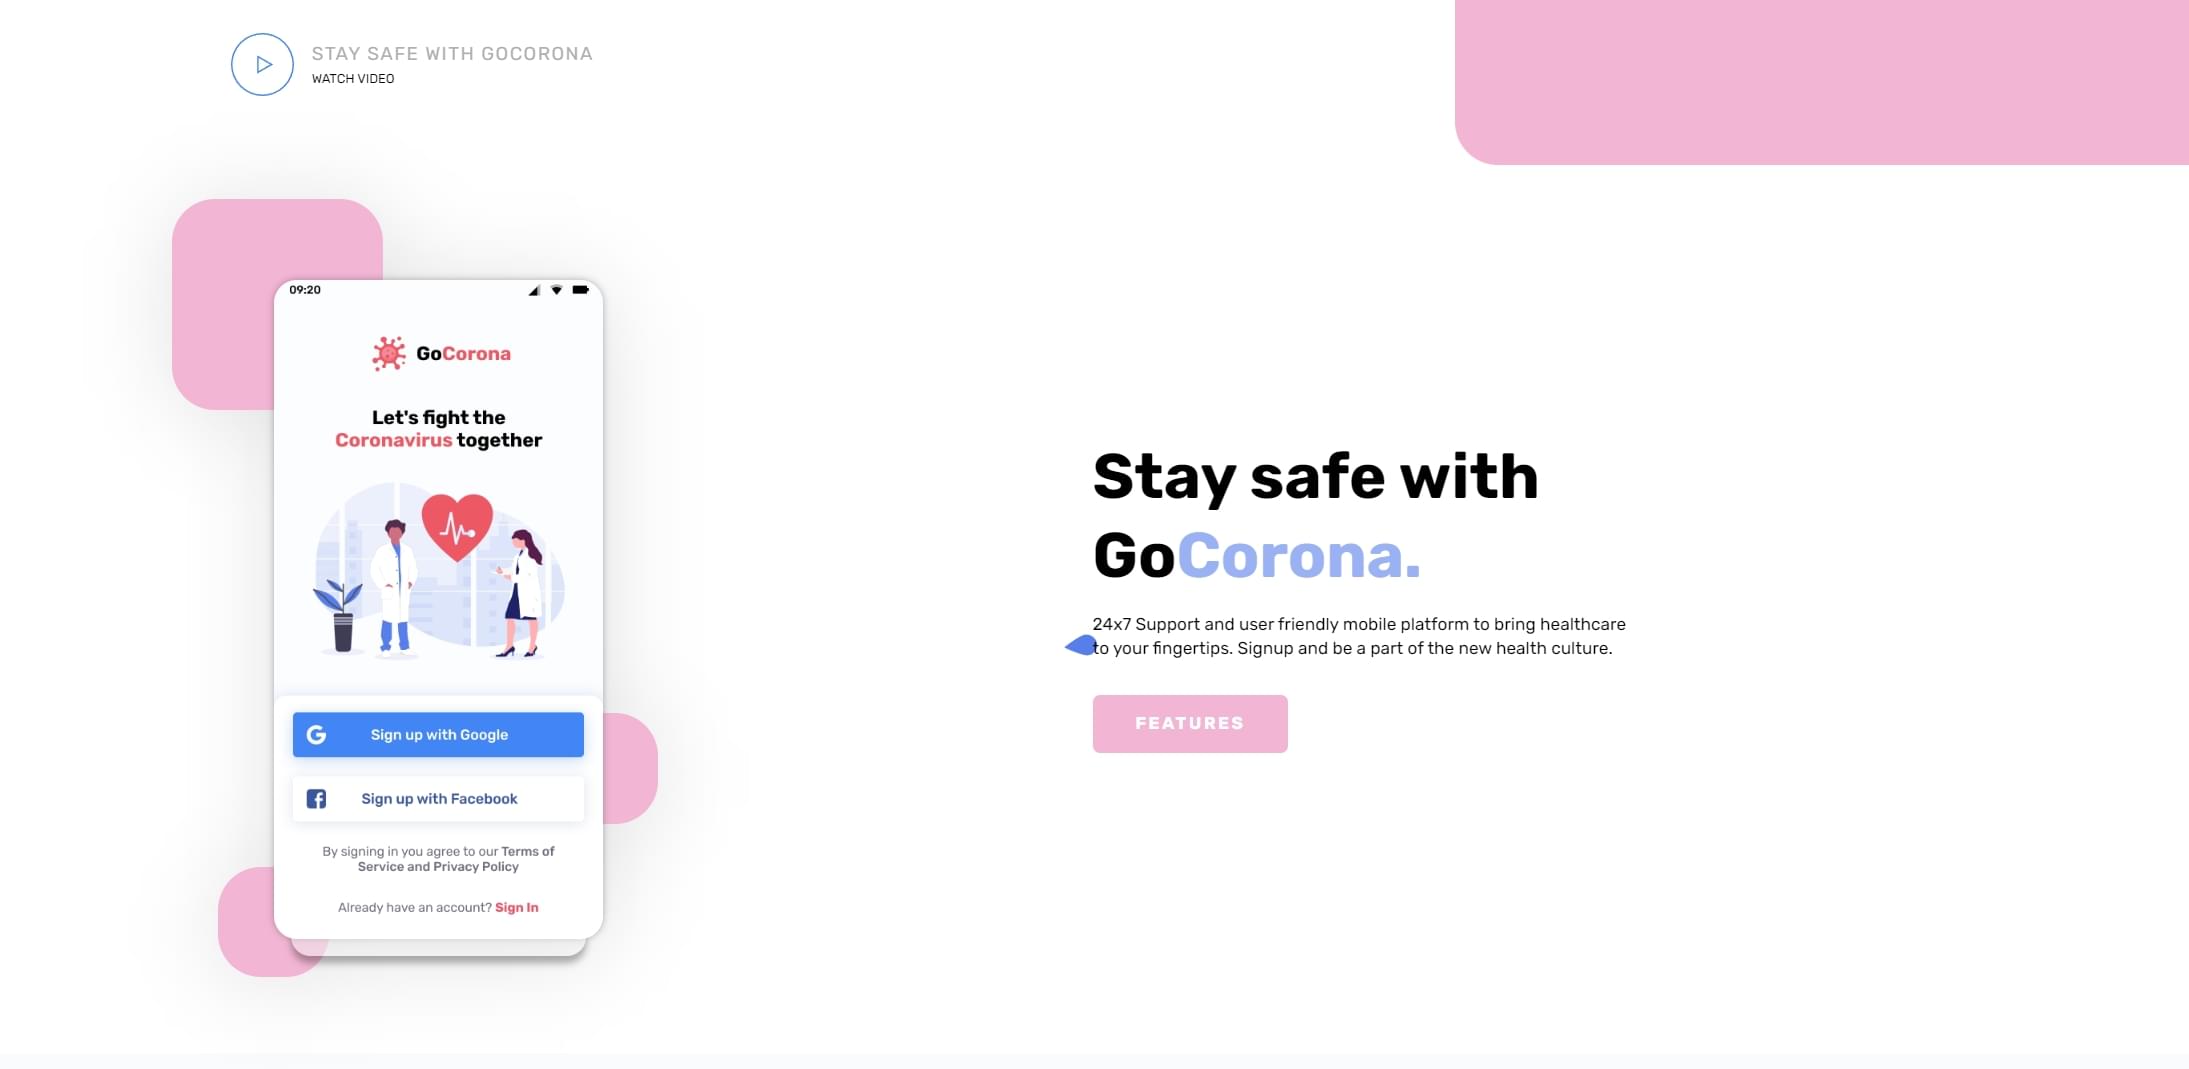 STAY SAFE WITH GOCORONA
WATCH VIDEO
09:20
GoCorona
Let's fight the
Coronavirus together
Sign up with Google
Sign up with Facebook
By signing in you agree to our Terms of
Service and Privacy Policy
Already have an account? Sign In
Stay safe with
GoCorona.
24x7 Support and user friendly mobile platform to bring healthcare
to your fingertips. Signup and be a part of the new health culture.
FEATURES